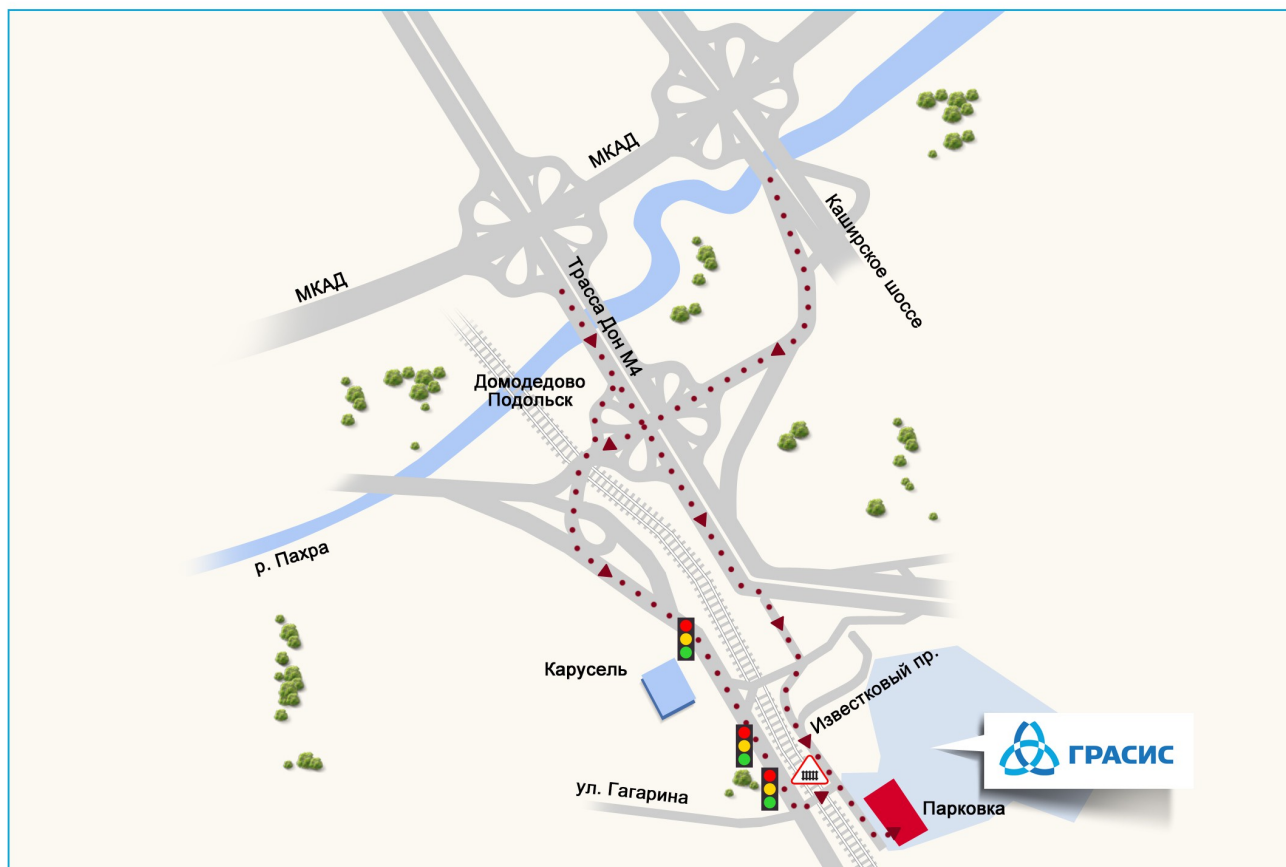 МКАД
МКАД
Каширское шоссе
Трасса Дон М4
Домодедово
Подольск
р. Пахра
Карусель
Известковый пр.
ГРАСИС
ул. Гагарина
Парковка